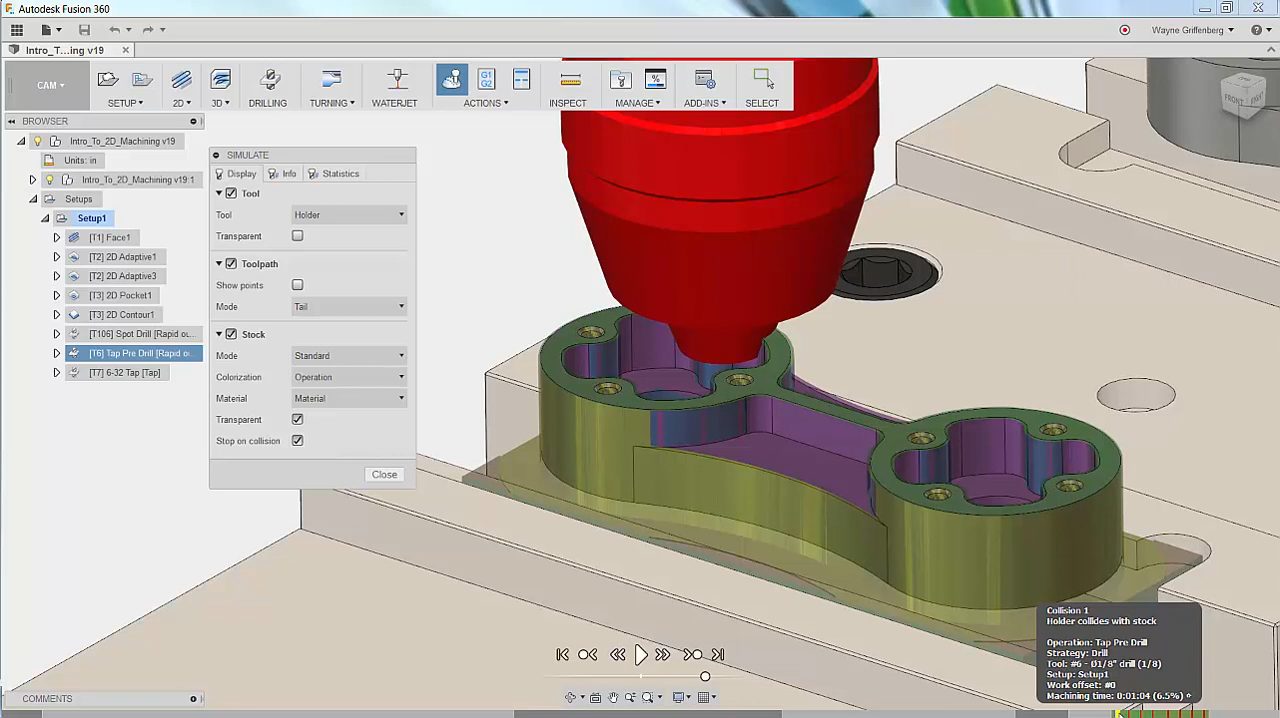 Autodesk Fusion 360
Wayne Griffenberg
Intro_T...ing v19
CAM
SETUP
2D
3D
DRILLING
TURNING
WATERJET
G1
G2
ACTIONS
INSPECT
MANAGE
ADD-INS
SELECT
FRONT
BROWSER
Intro_To_2D_Machining v19
Units: in
Intro_To_2D_Machining v19:1
Setups
Setup1
[T1] Face1
[T2] 2D Adaptive1
[T2] 2D Adaptive3
[T3] 2D Pocket1
[T3] 2D Contour1
[T106] Spot Drill [Rapid ou...
[T6] Tap Pre Drill [Rapid ou...
[T7] 6-32 Tap [Tap]
SIMULATE
Display Info Statistics
Tool
Tool Holder
Transparent
Toolpath
Show points
Mode Tail
Stock
Mode Standard
Colorization Operation
Material Material
Transparent
Stop on collision
Close
Collision 1
Holder collides with stock
Operation: Tap Pre Drill
Strategy: Drill
Tool: #6 - Ø1/8" drill (1/8)
Setup: Setup1
Work offset: #0
Machining time: 0:01:04 (6.5%)
COMMENTS